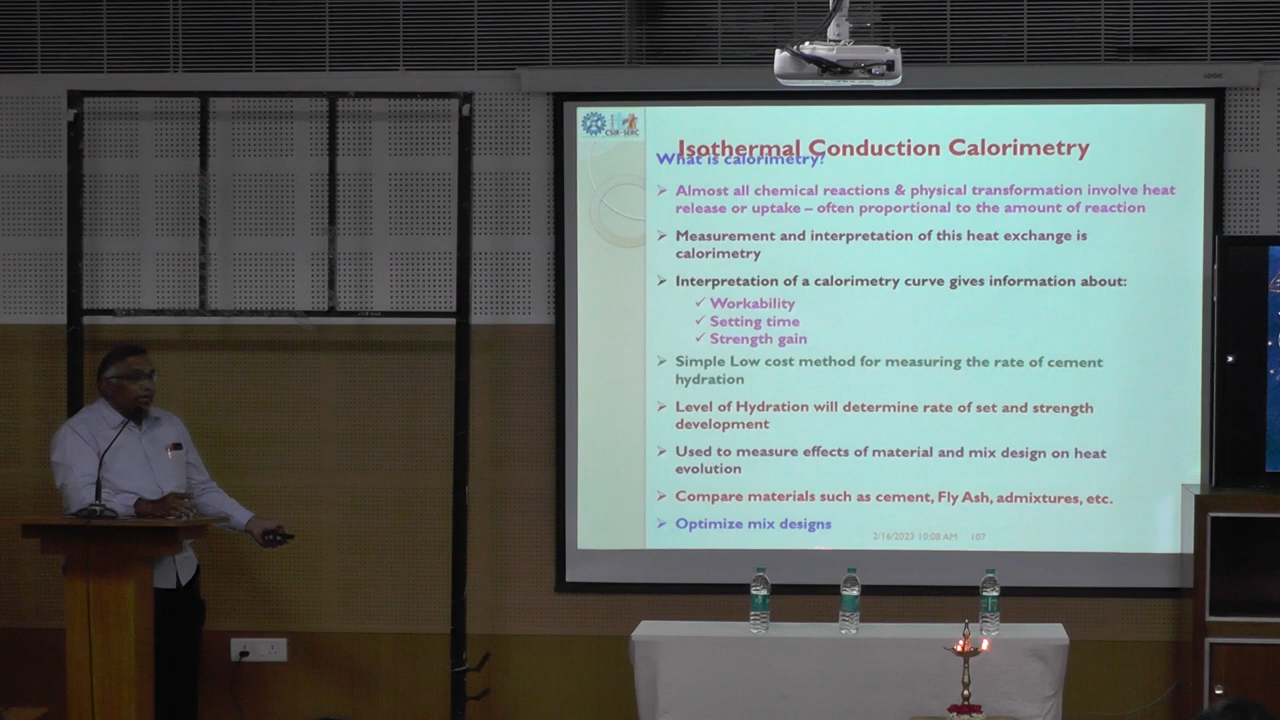 LOGIC
CSIR-SERC
Isothermal Conduction Calorimetry
What is calorimetry?
➢ Almost all chemical reactions & physical transformation involve heat
release or uptake – often proportional to the amount of reaction
➢ Measurement and interpretation of this heat exchange is
calorimetry
➢ Interpretation of a calorimetry curve gives information about:
✓ Workability
✓ Setting time
✓ Strength gain
➢ Simple Low cost method for measuring the rate of cement
hydration
➢ Level of Hydration will determine rate of set and strength
development
➢ Used to measure effects of material and mix design on heat
evolution
➢ Compare materials such as cement, Fly Ash, admixtures, etc.
➢ Optimize mix designs
2/16/2023 10:08 AM 107